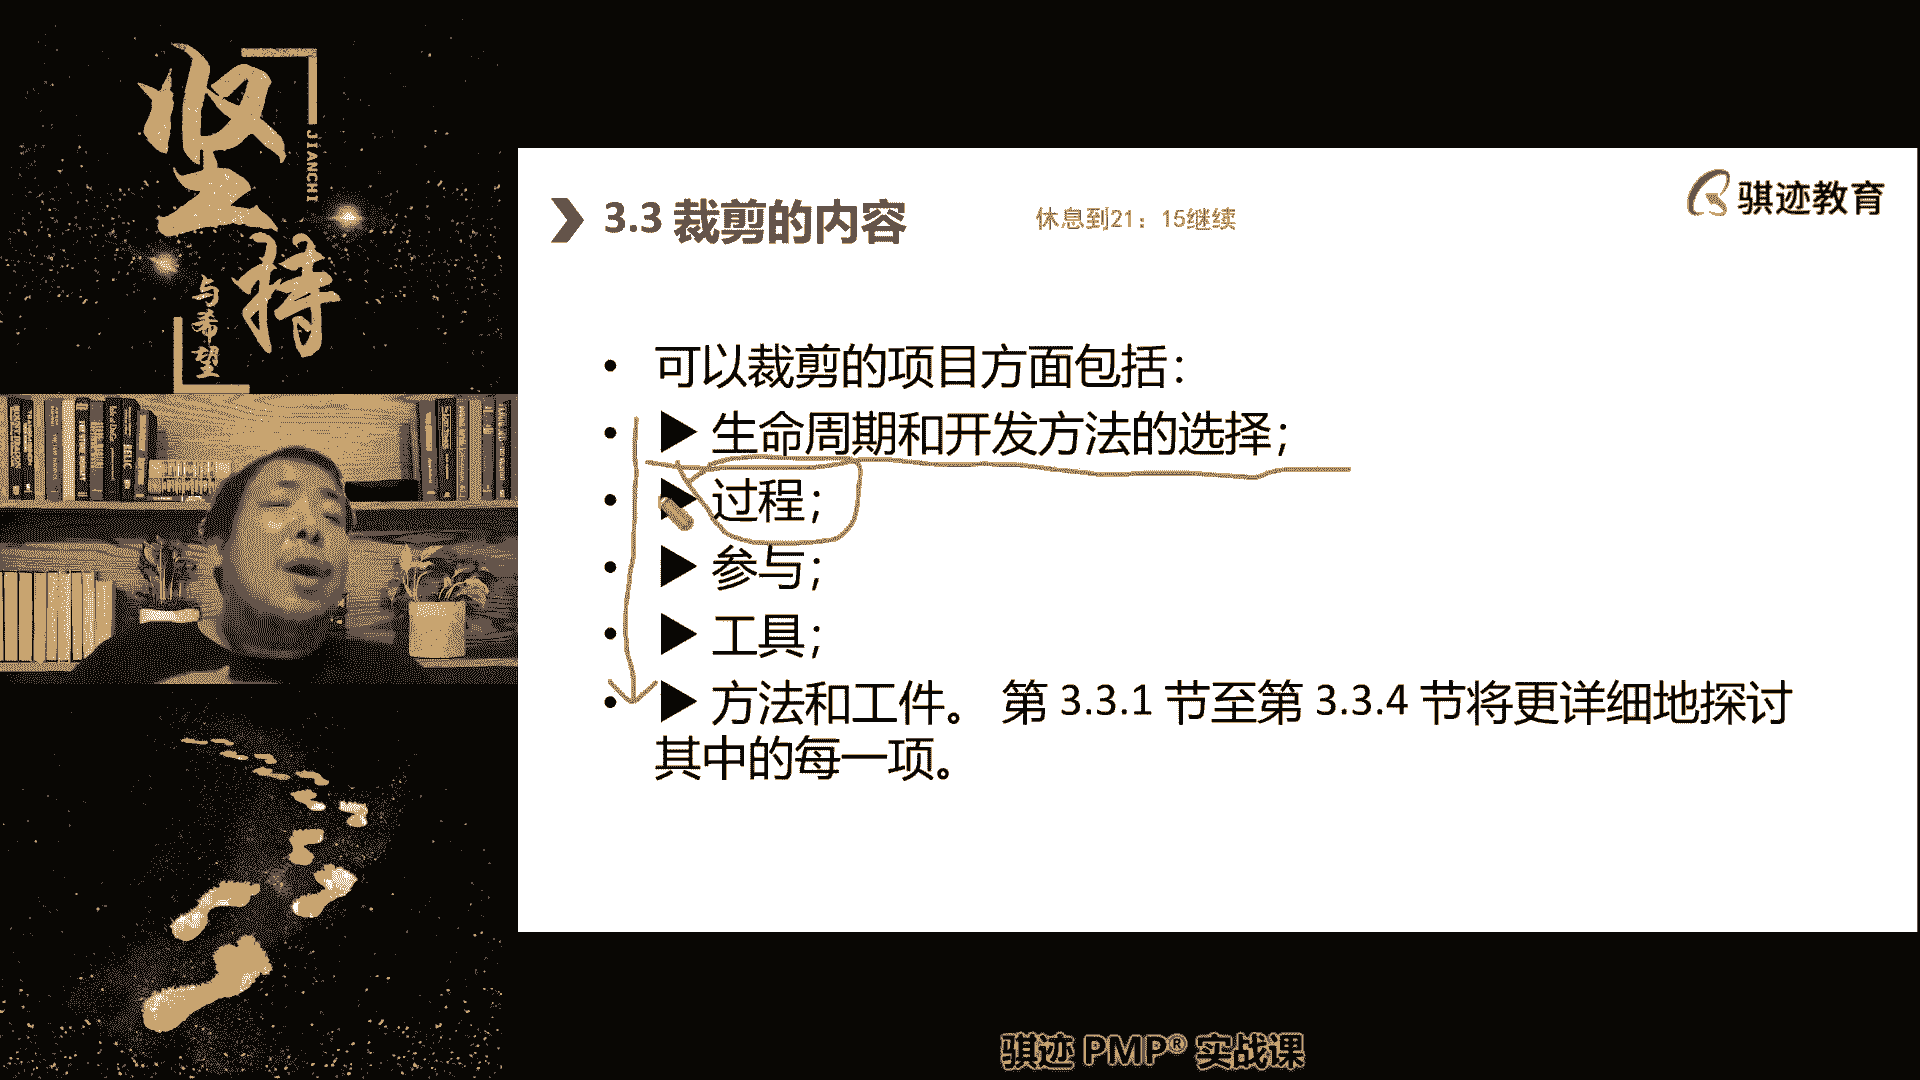 坚持
JIANCHI
与希望
3.3 裁剪的内容
休息到21：15继续
骐迹教育
• 可以裁剪的项目方面包括：
• ▶ 生命周期和开发方法的选择；
• ▶ 过程；
• ▶ 参与；
• ▶ 工具；
• ▶ 方法和工件。 第 3.3.1 节至第 3.3.4 节将更详细地探讨
其中的每一项。
骐迹 PMP® 实战课